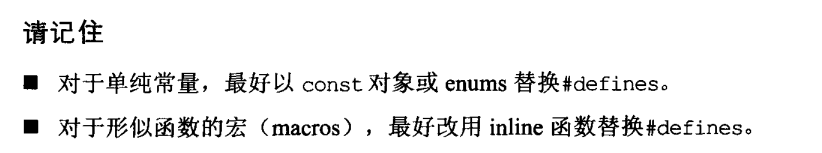 请记住
■ 对于单纯常量，最好以 const 对象或 enums 替换#defines。
■ 对于形似函数的宏（macros），最好改用 inline 函数替换#defines。